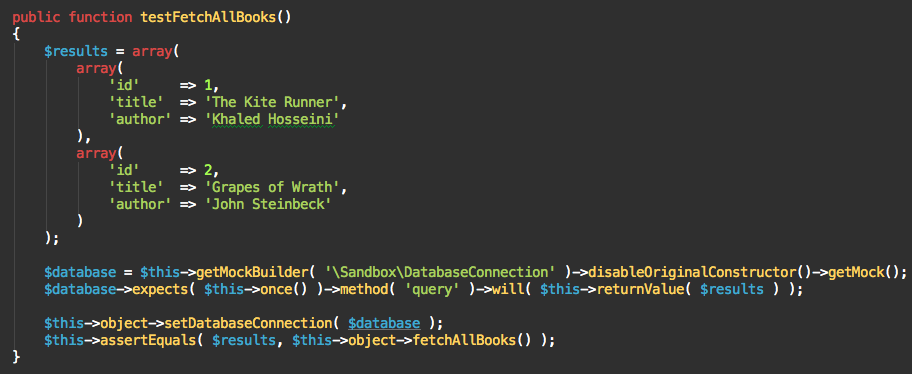 public function testFetchAllBooks()
{
    $results = array(
        array(
            'id'     => 1,
            'title'  => 'The Kite Runner',
            'author' => 'Khaled Hosseini'
        ),
        array(
            'id'     => 2,
            'title'  => 'Grapes of Wrath',
            'author' => 'John Steinbeck'
        )
    );

    $database = $this->getMockBuilder( '\Sandbox\DatabaseConnection' )->disableOriginalConstructor()->getMock();
    $database->expects( $this->once() )->method( 'query' )->will( $this->returnValue( $results ) );

    $this->object->setDatabaseConnection( $database );
    $this->assertEquals( $results, $this->object->fetchAllBooks() );
}